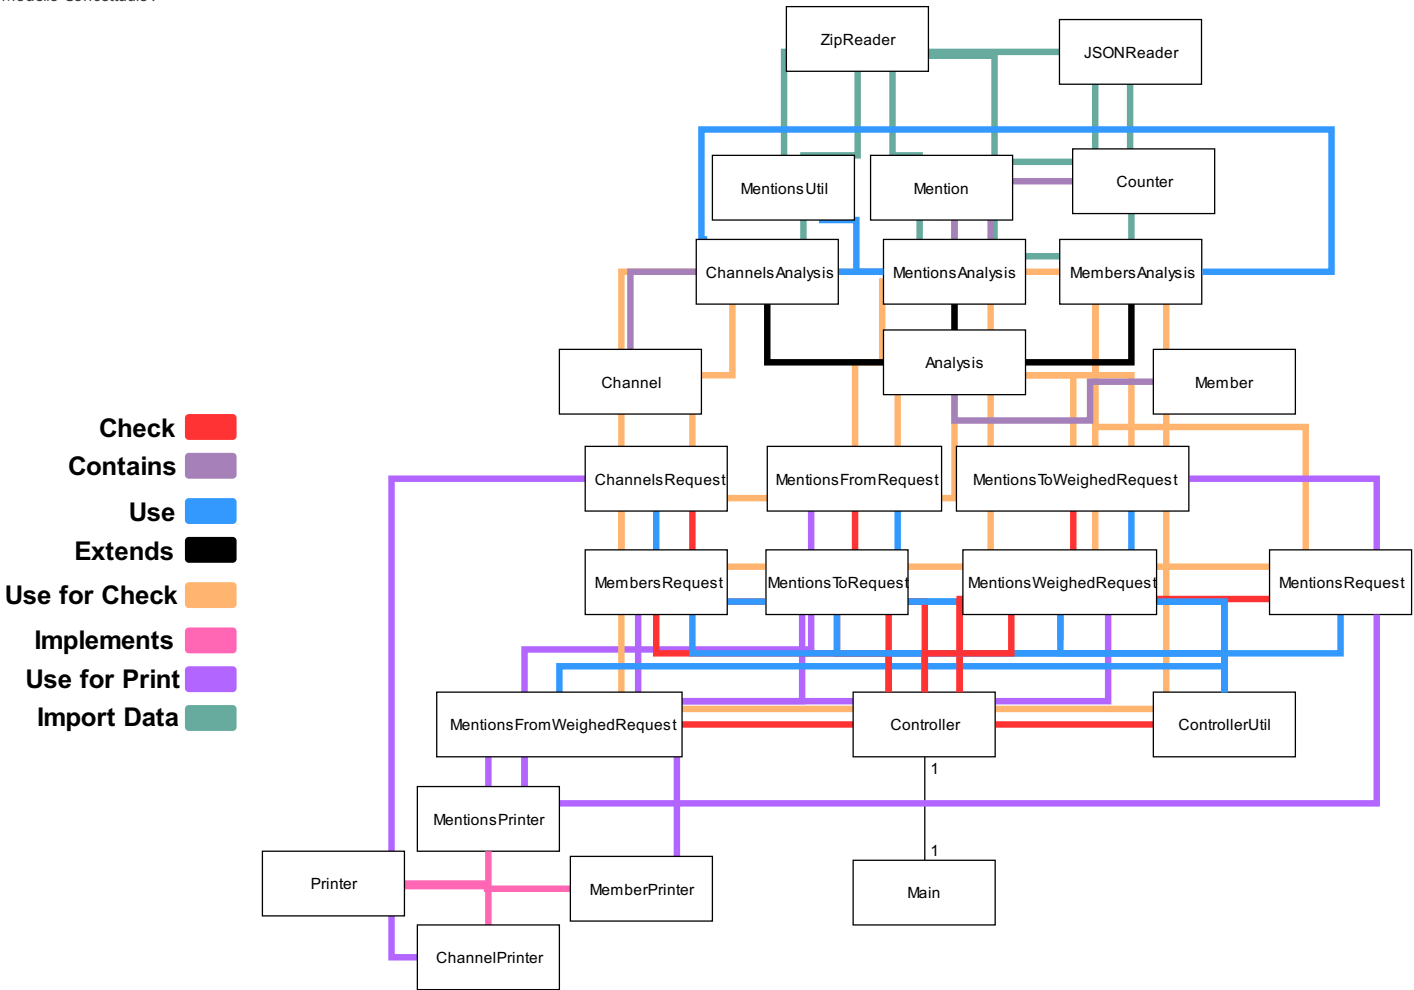 ZipReader
JSONReader
MentionsUtil
Mention
Counter
ChannelsAnalysis
MentionsAnalysis
MembersAnalysis
Analysis
Channel
Member
Check
Contains
Use
Extends
Use for Check
Implements
Use for Print
Import Data
ChannelsRequest
MentionsFromRequest
MentionsToWeighedRequest
MembersRequest
MentionsToRequest
MentionsWeighedRequest
MentionsRequest
MentionsFromWeighedRequest
Controller
ControllerUtil
1
MentionsPrinter
1
Printer
MemberPrinter
Main
ChannelPrinter